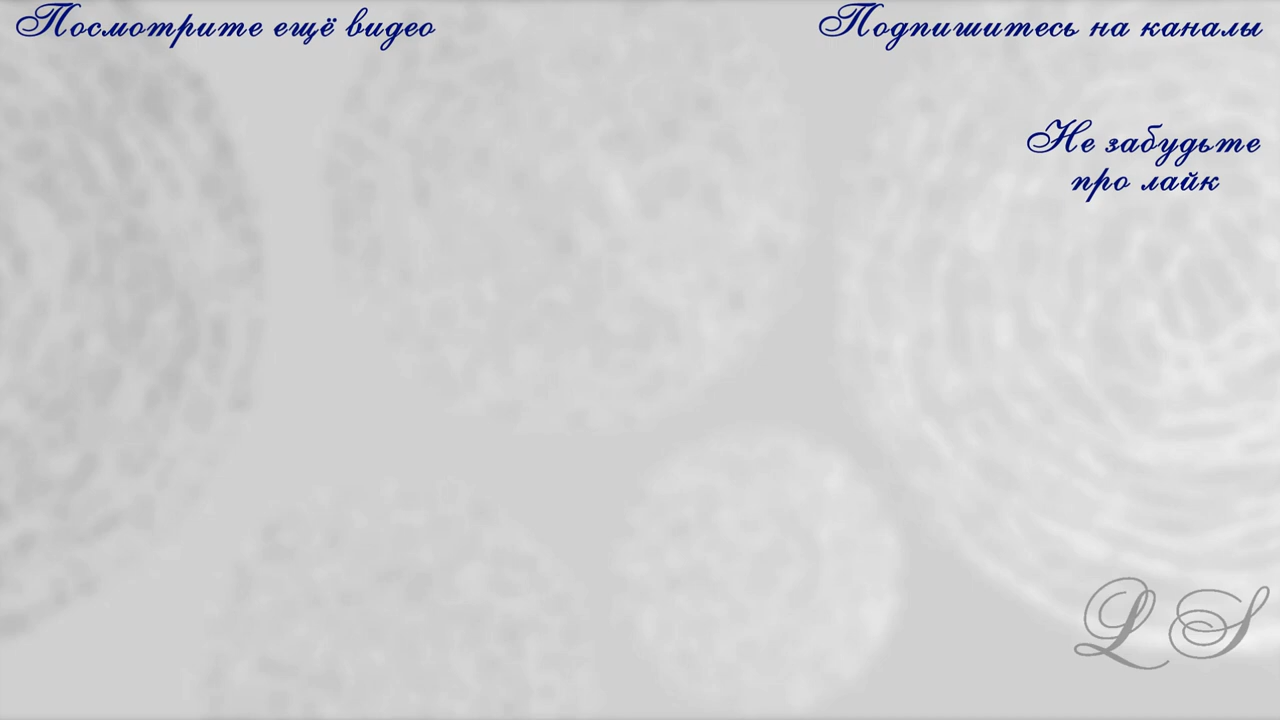 Посмотрите ещё видео
Подпишитесь на каналы
Не забудьте
про лайк
LS